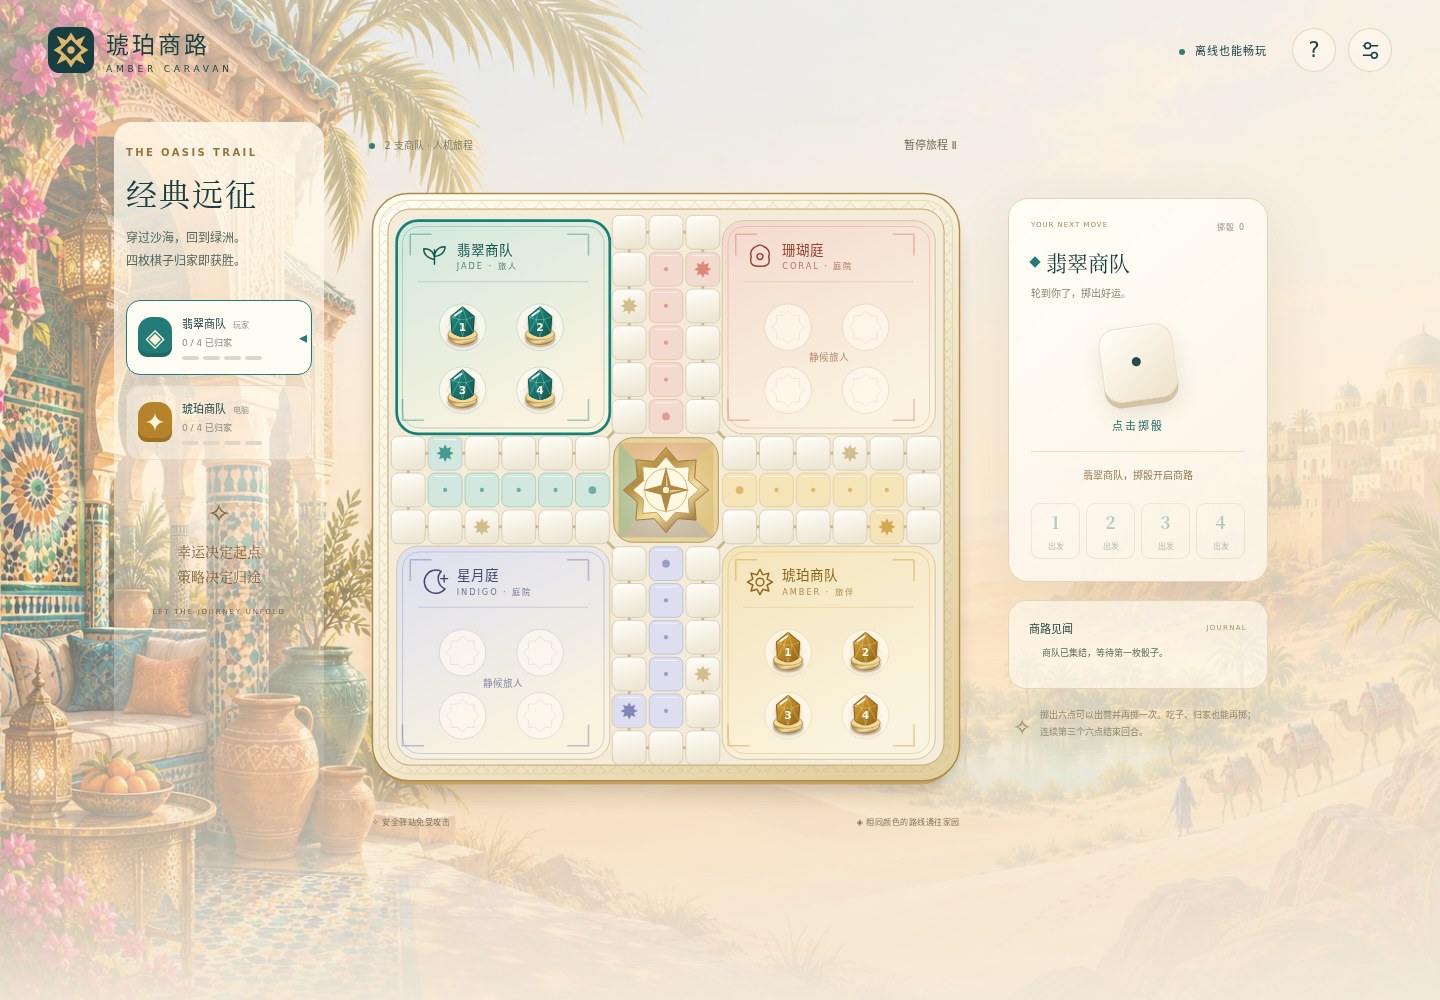 琥珀商路
AMBER CARAVAN
离线也能畅玩
?
THE OASIS TRAIL
经典远征
穿过沙海，回到绿洲。
四枚棋子归家即获胜。
翡翠商队 玩家
0 / 4 已归家
琥珀商队 电脑
0 / 4 已归家
幸运决定起点
策略决定归途
LET THE JOURNEY UNFOLD
2 支商队 · 人机旅程
暂停旅程 Ⅱ
翡翠商队
JADE · 旅人
1
2
3
4
珊瑚庭
CORAL · 庭院
静候旅人
星月庭
INDIGO · 庭院
静候旅人
琥珀商队
AMBER · 旅伴
1
2
3
4
安全驿站免受攻击
相同颜色的路线通往家园
YOUR NEXT MOVE
掷骰 0
翡翠商队
轮到你了，掷出好运。
点击掷骰
翡翠商队，掷骰开启商路
1
2
3
4
出发
出发
出发
出发
商路见闻
JOURNAL
商队已集结，等待第一枚骰子。
掷出六点可以出营并再掷一次。吃子、归家也能再掷；
连续第三个六点结束回合。